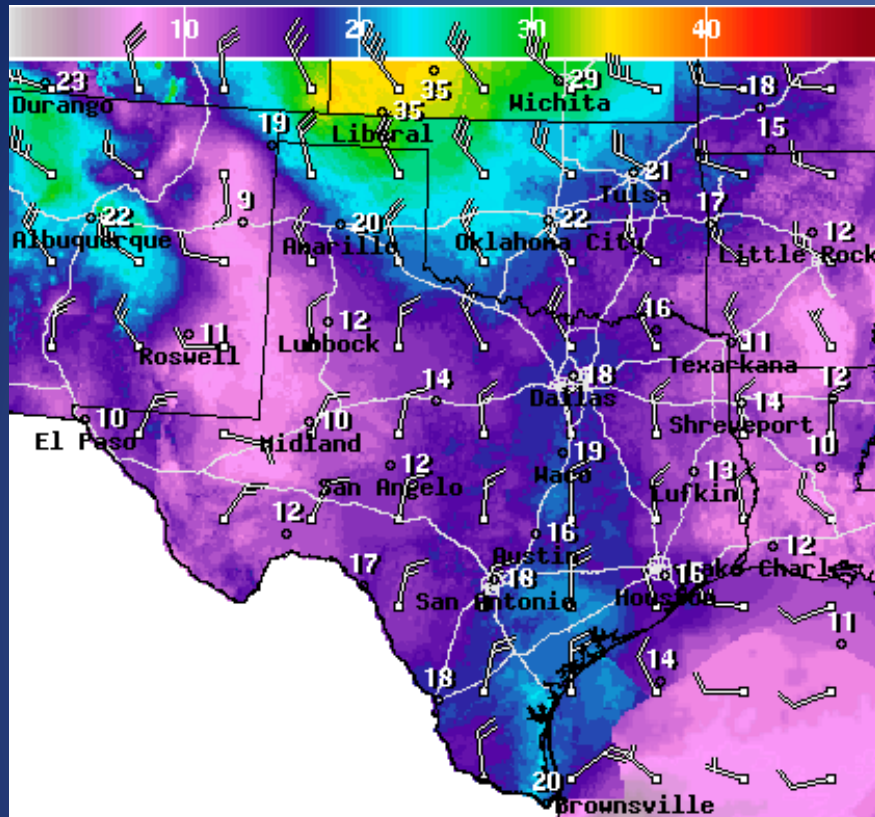 10 20 30 40
23 35 29 18
Durango Wichita
35
Liberal
19 15
21
Tulsa
9 22 20 22 17 12
Albuquerque Amarillo Oklahoma City Little Rock
11 12 16 11
Roswell Lubbock Texarkana
18
Dallas
14 14 12
10 10 Shreveport
El Paso Midland
19
Waco
12 13 10
San Angelo Lufkin
12 16 12
Austin Lake Charles
17 18 16
San Antonio Houston
11
18 14
20
Brownsville